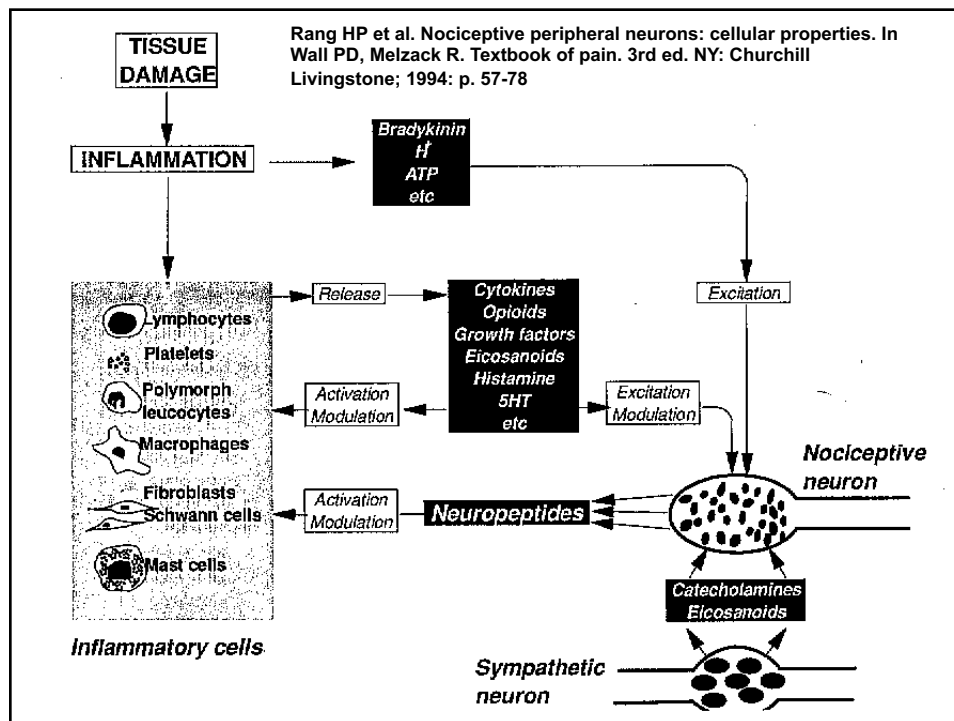 Rang HP et al. Nociceptive peripheral neurons: cellular properties. In
Wall PD, Melzack R. Textbook of pain. 3rd ed. NY: Churchill
Livingstone; 1994: p. 57-78
TISSUE
DAMAGE
INFLAMMATION
Bradykinin
H+
ATP
etc
Excitation
Release
Cytokines
Opioids
Growth factors
Eicosanoids
Histamine
5HT
etc
Lymphocytes
Platelets
Polymorph
leucocytes
Macrophages
Fibroblasts
Schwann cells
Mast cells
Inflammatory cells
Activation
Modulation
Excitation
Modulation
Nociceptive
neuron
Activation
Modulation
Neuropeptides
Catecholamines
Eicosanoids
Sympathetic
neuron